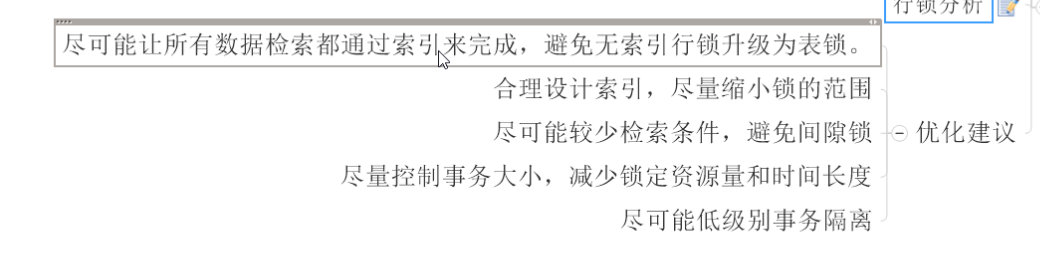 行锁分析
尽可能让所有数据检索都通过索引来完成，避免无索引行锁升级为表锁。
合理设计索引，尽量缩小锁的范围
尽可能较少检索条件，避免间隙锁
优化建议
尽量控制事务大小，减少锁定资源量和时间长度
尽可能低级别事务隔离